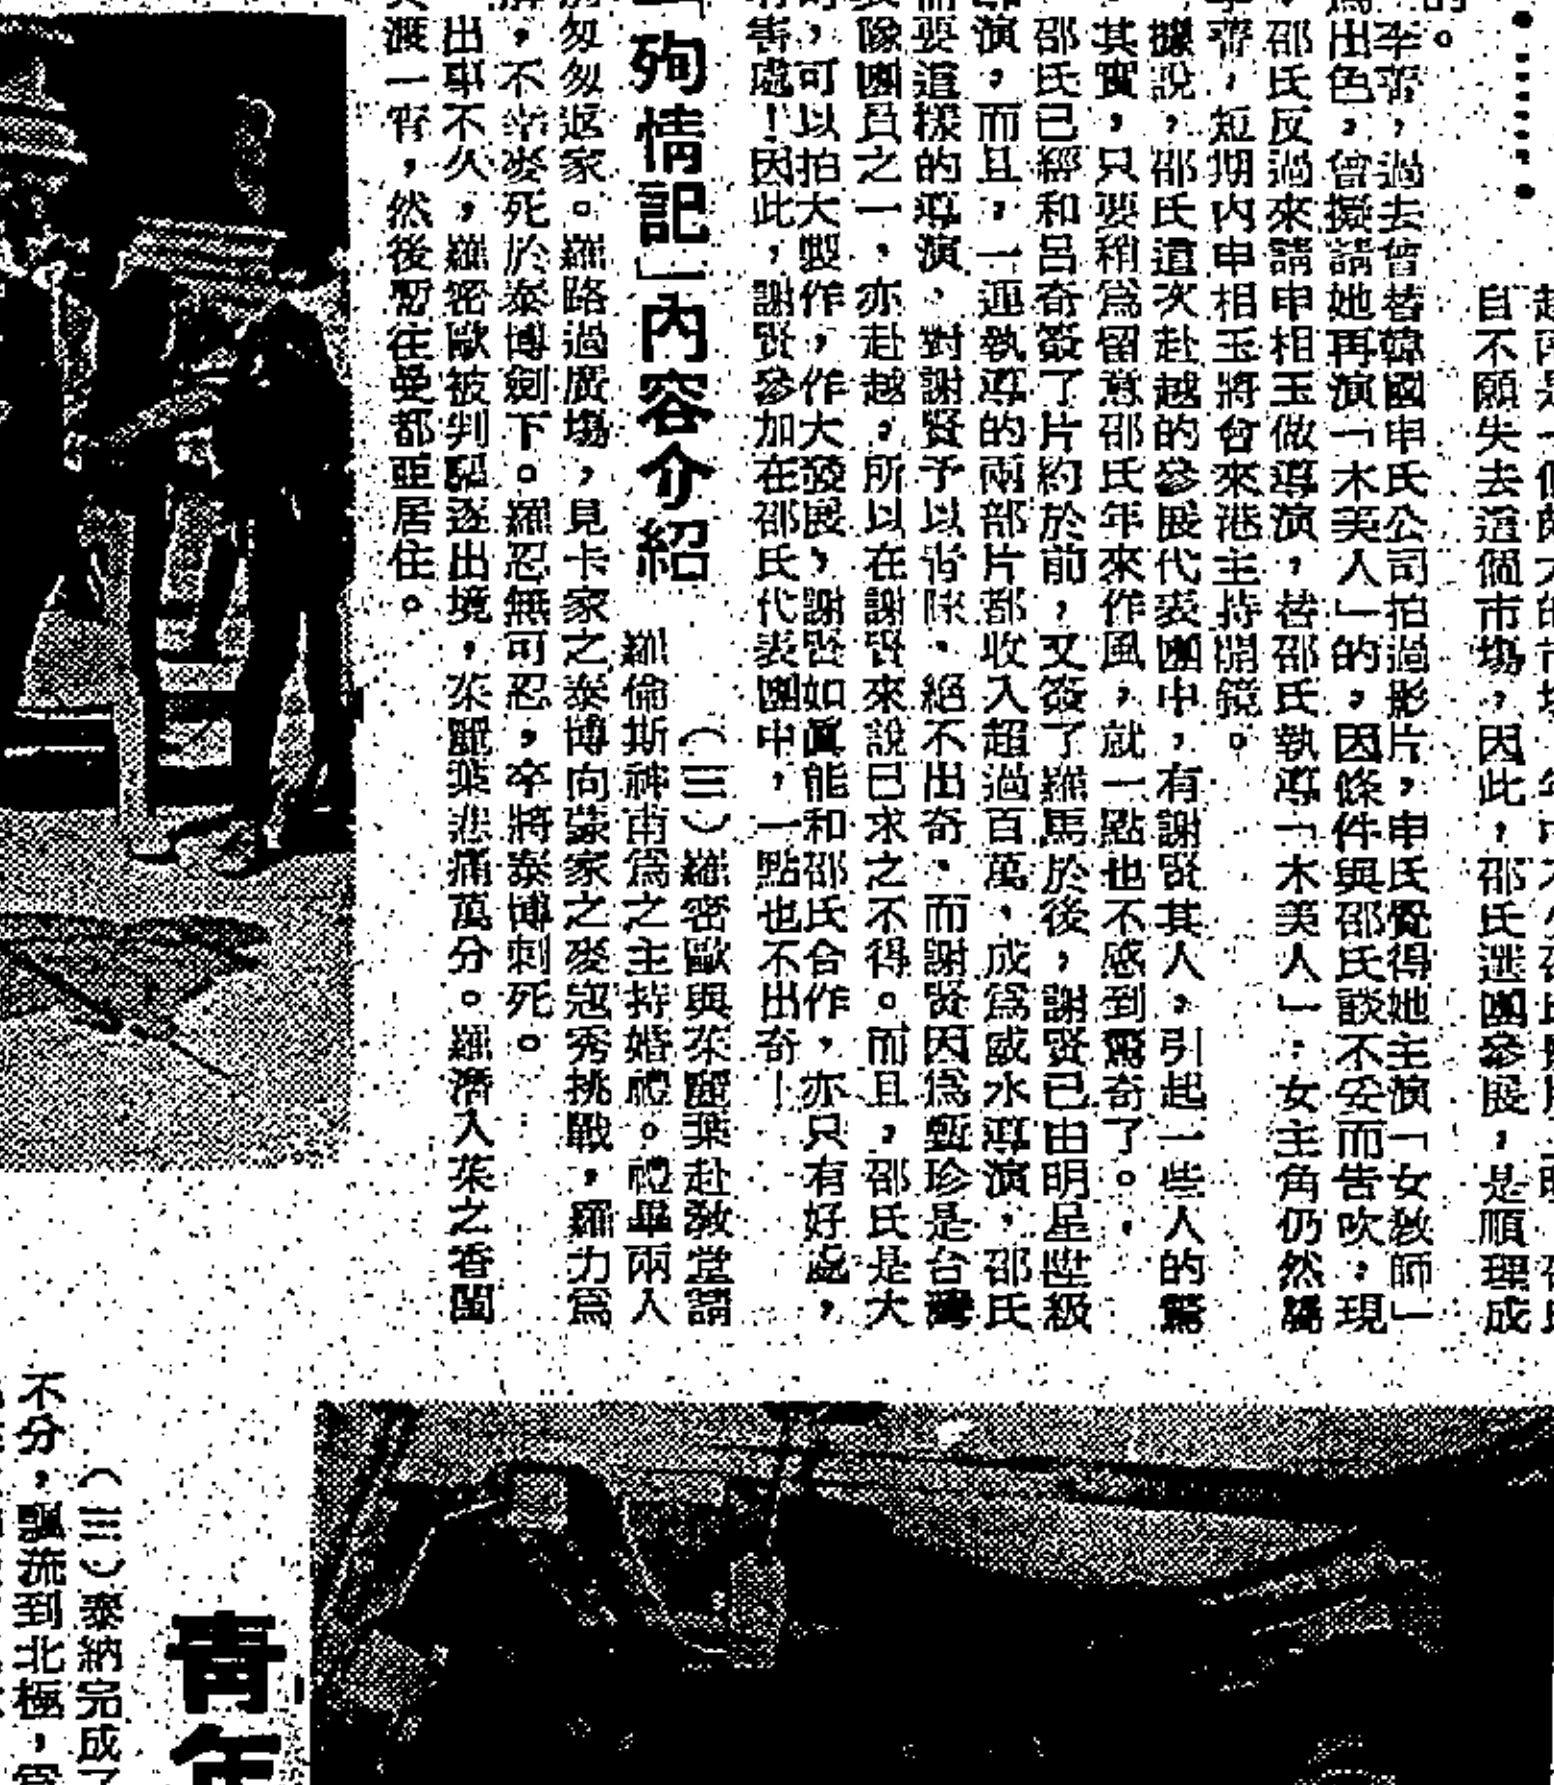 自不願失去這個市場，因此，邵氏選團參展，是順理成
的。
李菁，過去曾替韓國申氏公司拍過影片，申氏覺得她主演「女教師」
爲出色，曾擬請她再演「木美人」的，因條件與邵氏談不妥而告吹，現
，邵氏反過來請申相玉做導演，替邵氏執導「木美人」：女主角仍然屬
李菁，短期內申相玉將會來港主持開鏡。
據說，邵氏這次赴越的參展代表團中，有謝賢其人，引起一些人的驚
其實，只要稍爲留意邵氏年來作風，就一點也不感到驚奇了。
邵氏已經和呂奇簽了片約於前，又簽了羅馬於後，謝賢已由明星陞級
演，而且，一連執導的兩部片都收入超過百萬，成爲威水導演，邵氏
需要這樣的導演，對謝賢予以青睞，絕不出奇，而謝賢因爲甄珍是台灣
表隊團員之一，亦赴越，所以在謝賢來說已求之不得。而且，邵氏是大
的，可以拍大製作，作大發展，謝賢如眞能和邵氏合作，亦只有好處，
有害處！因此，謝賢參加在邵氏代表團中，一點也不出奇！
「殉情記」內容介紹
（三）羅密歐與茱麗葉赴教堂請
羅倫斯神甫爲之主持婚禮。禮畢兩人
匆匆返家。羅路過廣場，見卡家之泰博向蒙家之麥寇秀挑戰，羅力爲
，不幸麥死於泰博劍下。羅忍無可忍，卒將泰博刺死。
出事不久，羅密歐被判驅逐出境，茱麗葉悲痛萬分。羅潛入茱之香閨
渡一宵，然後暫往曼都亞居住。
青年
（三）泰納完成了
不分，飄流到北極，